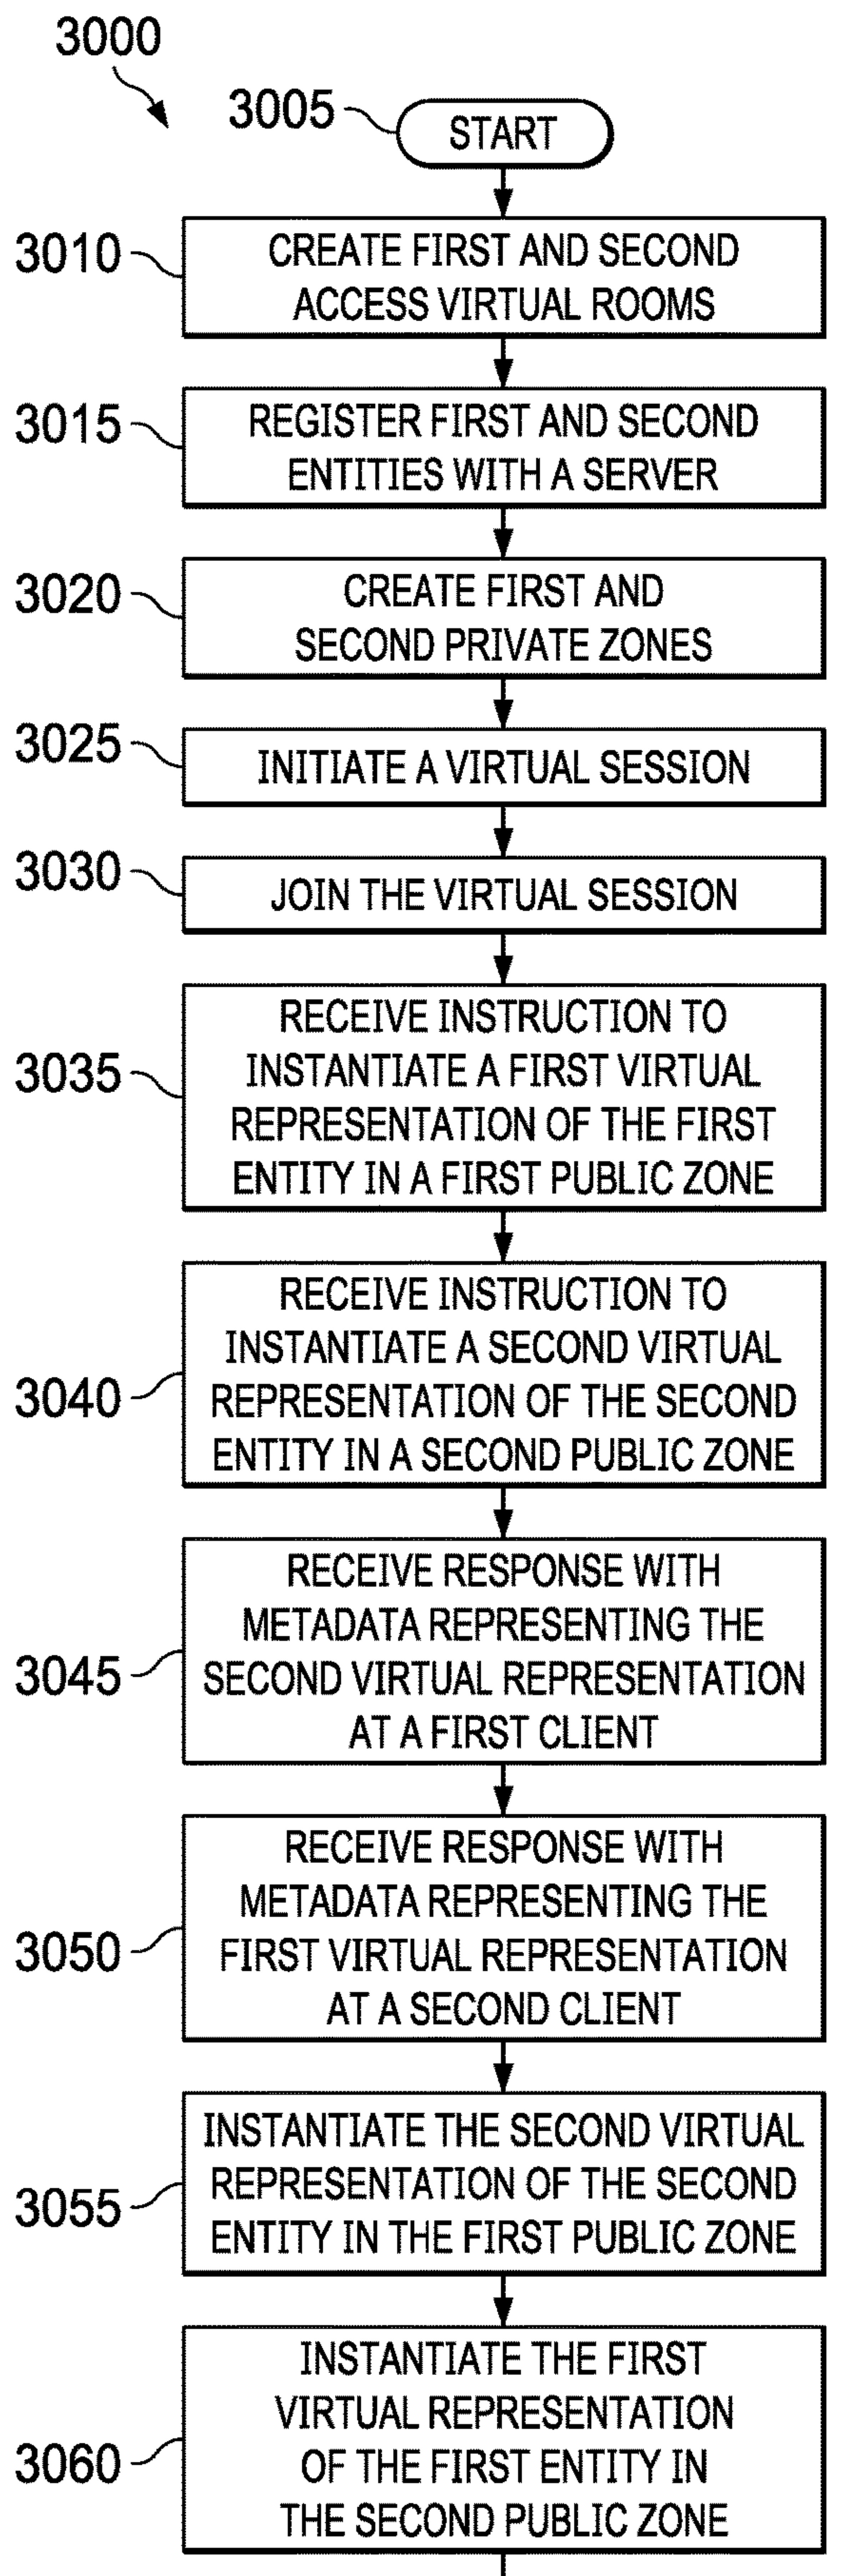 3000
3005
START
3010
CREATE FIRST AND SECOND
ACCESS VIRTUAL ROOMS
3015
REGISTER FIRST AND SECOND
ENTITIES WITH A SERVER
3020
CREATE FIRST AND
SECOND PRIVATE ZONES
3025
INITIATE A VIRTUAL SESSION
3030
JOIN THE VIRTUAL SESSION
3035
RECEIVE INSTRUCTION TO
INSTANTIATE A FIRST VIRTUAL
REPRESENTATION OF THE FIRST
ENTITY IN A FIRST PUBLIC ZONE
3040
RECEIVE INSTRUCTION TO
INSTANTIATE A SECOND VIRTUAL
REPRESENTATION OF THE SECOND
ENTITY IN A SECOND PUBLIC ZONE
3045
RECEIVE RESPONSE WITH
METADATA REPRESENTING THE
SECOND VIRTUAL REPRESENTATION
AT A FIRST CLIENT
3050
RECEIVE RESPONSE WITH
METADATA REPRESENTING THE
FIRST VIRTUAL REPRESENTATION
AT A SECOND CLIENT
3055
INSTANTIATE THE SECOND VIRTUAL
REPRESENTATION OF THE SECOND
ENTITY IN THE FIRST PUBLIC ZONE
3060
INSTANTIATE THE FIRST
VIRTUAL REPRESENTATION
OF THE FIRST ENTITY IN
THE SECOND PUBLIC ZONE